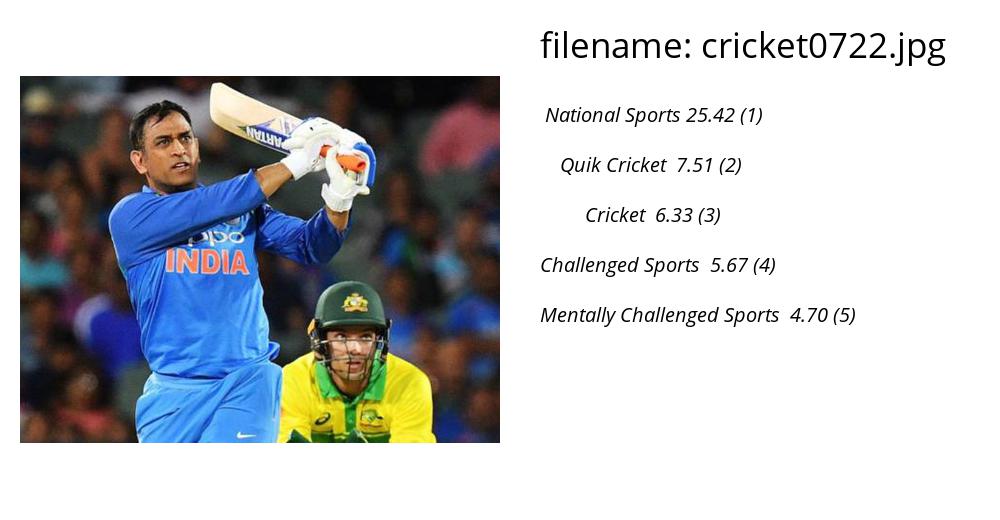 filename: cricket0722.jpg
National Sports 25.42 (1)
Quik Cricket 7.51 (2)
Cricket 6.33 (3)
Challenged Sports 5.67 (4)
Mentally Challenged Sports 4.70 (5)
SPARTAN
oppo
INDIA